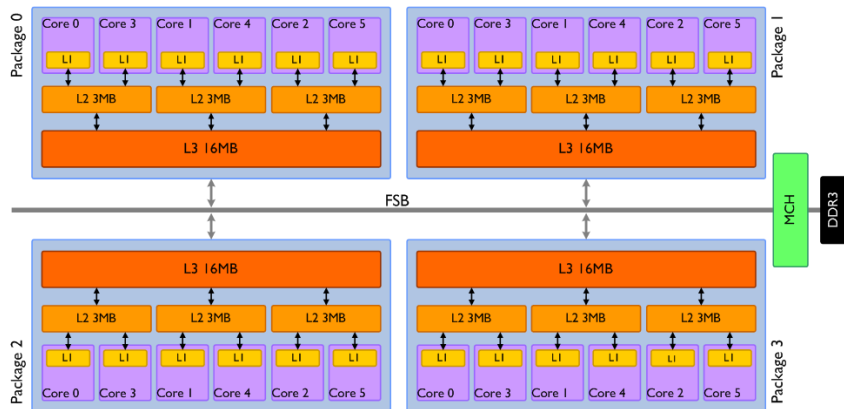 Package 0
Core 0 Core 3 Core 1 Core 4 Core 2 Core 5
L1 L1 L1 L1 L1 L1
L2 3MB L2 3MB L2 3MB
L3 16MB
Core 0 Core 3 Core 1 Core 4 Core 2 Core 5
L1 L1 L1 L1 L1 L1
L2 3MB L2 3MB L2 3MB
L3 16MB
Package 1
FSB
MCH
DDR3
Package 2
L3 16MB
L2 3MB L2 3MB L2 3MB
L1 L1 L1 L1 L1 L1
Core 0 Core 3 Core 1 Core 4 Core 2 Core 5
L3 16MB
L2 3MB L2 3MB L2 3MB
L1 L1 L1 L1 L1 L1
Core 0 Core 3 Core 1 Core 4 Core 2 Core 5
Package 3